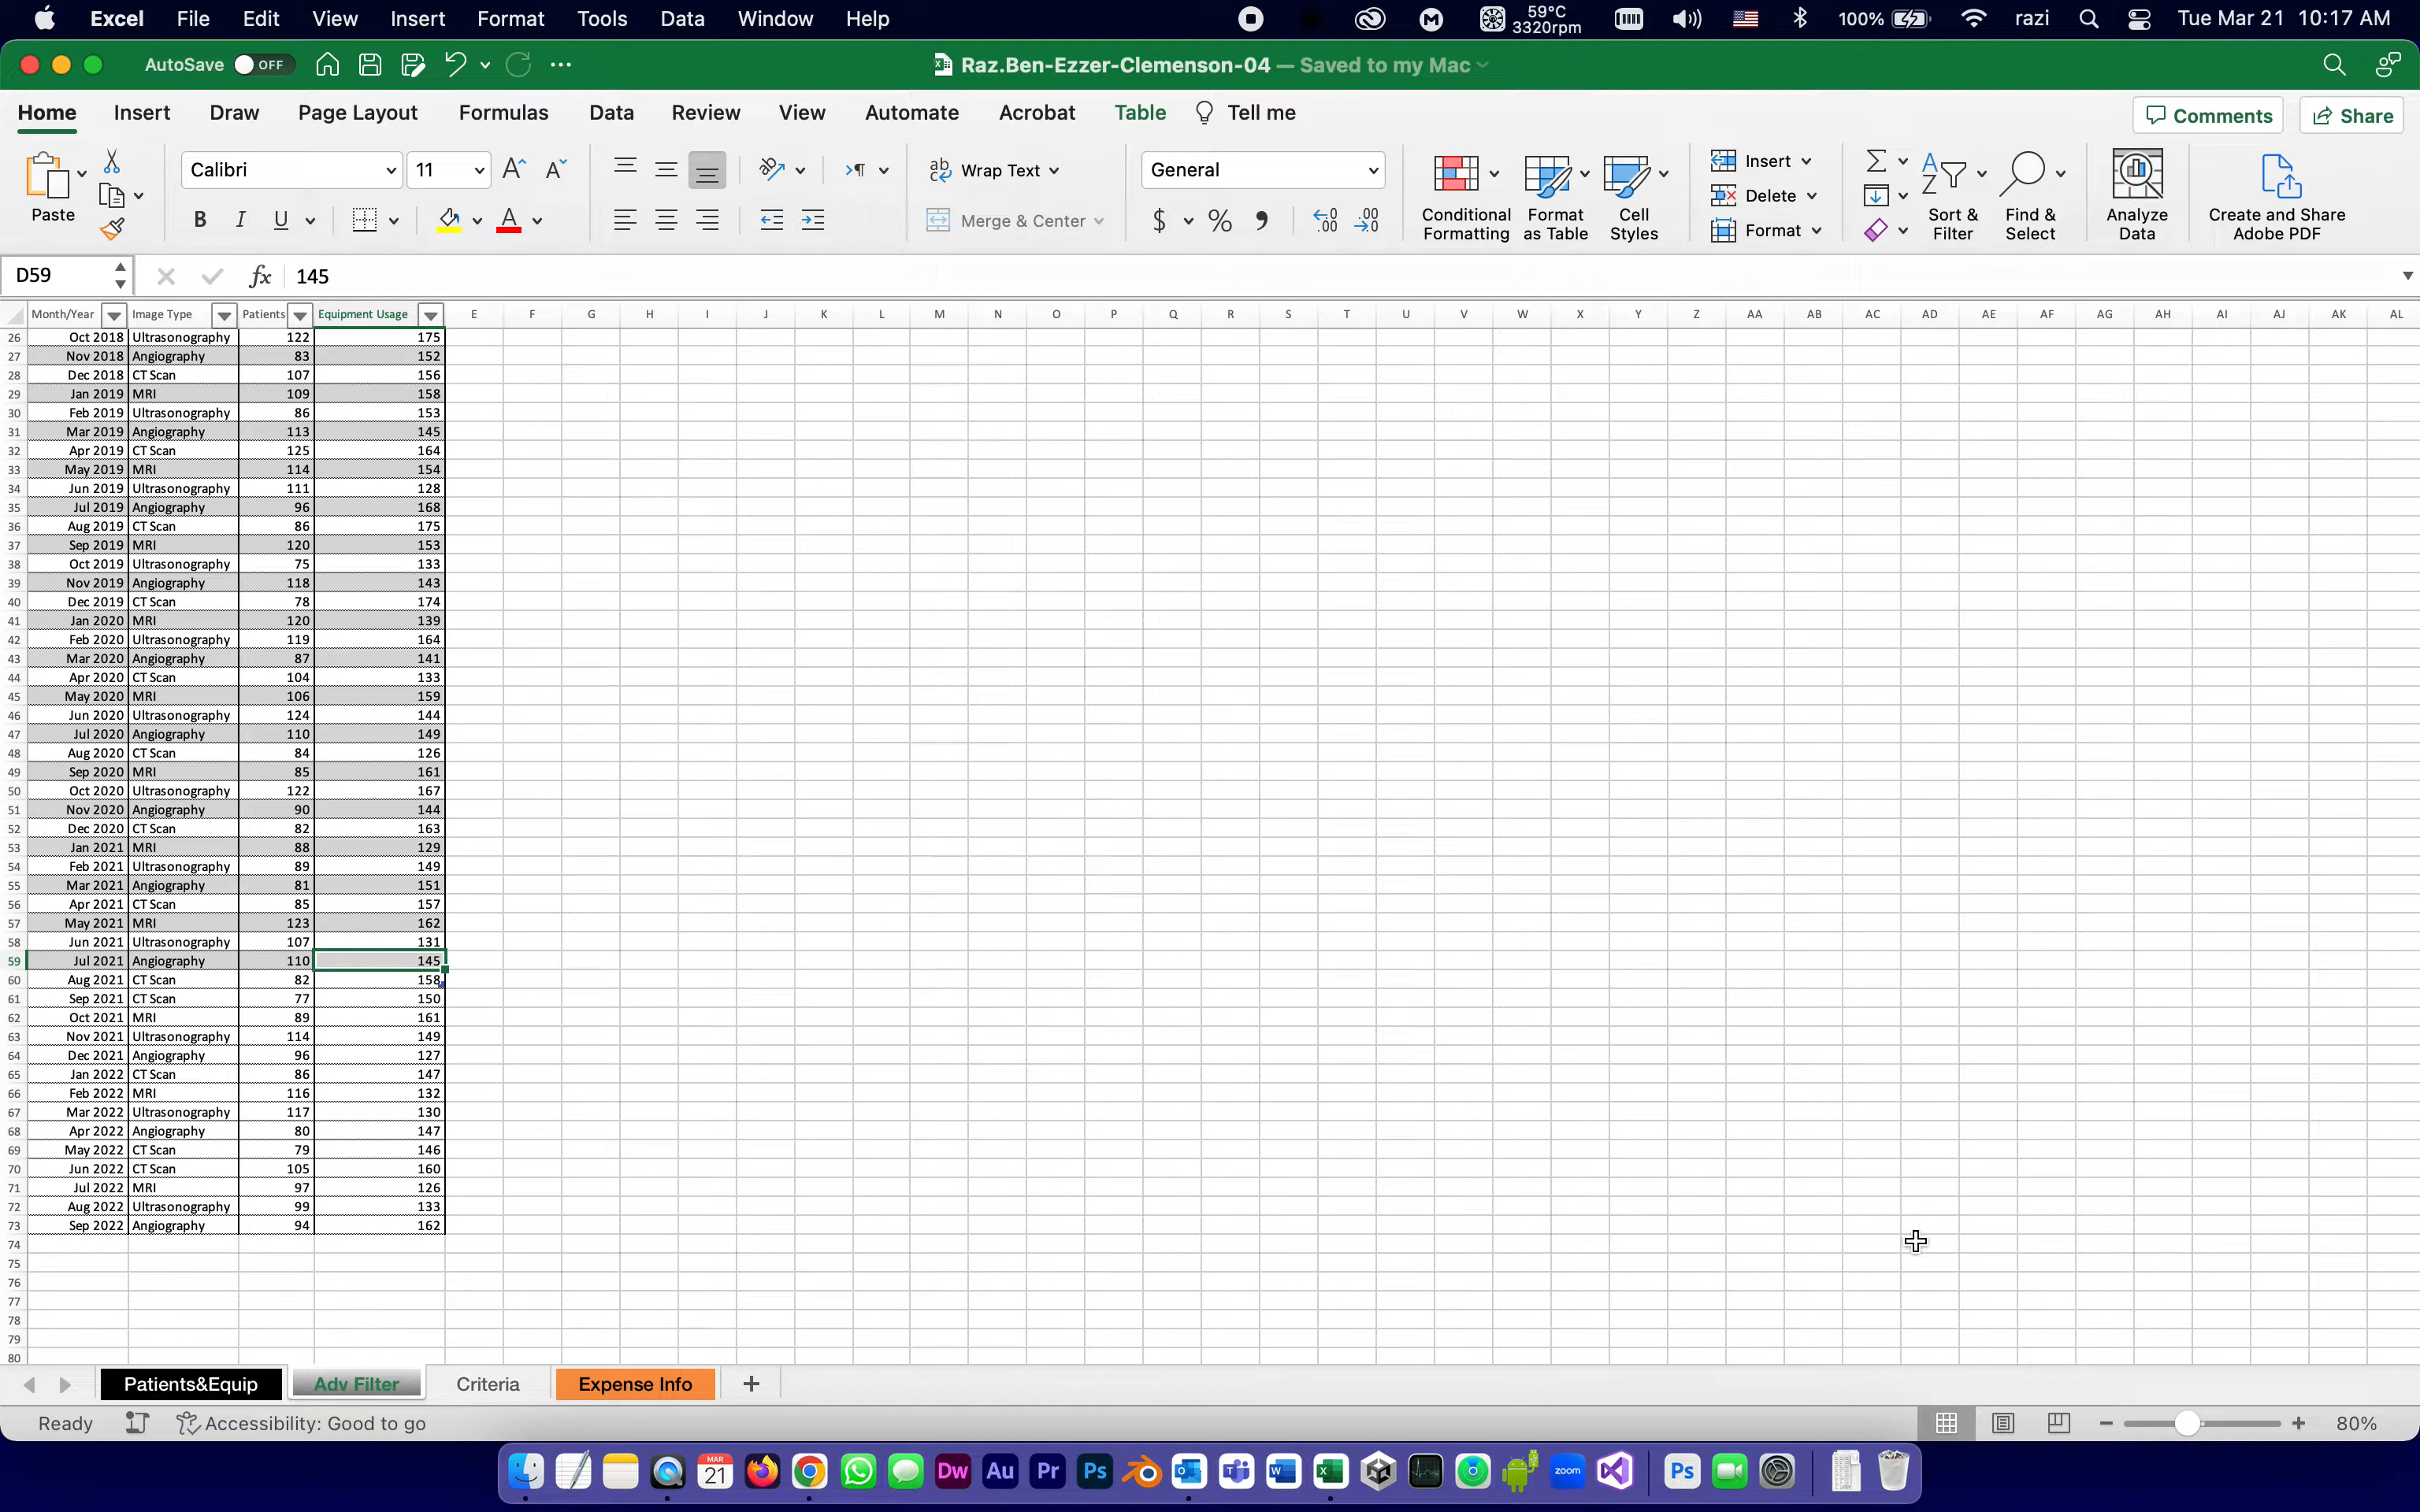 Excel File Edit View Insert Format Tools Data Window Help 59°C 3320rpm 100% razi Tue Mar 21 10:17 AM
AutoSave OFF Raz.Ben-Ezzer-Clemenson-04 — Saved to my Mac
Home Insert Draw Page Layout Formulas Data Review View Automate Acrobat Table Tell me Comments Share
Paste Calibri 11 Wrap Text Merge & Center General Conditional Formatting Format as Table Cell Styles Insert Delete Format Sort & Filter Find & Select Analyze Data Create and Share Adobe PDF
D59 fx 145
Month/Year Image Type Patients Equipment Usage E F G H I J K L M N O P Q R S T U V W X Y Z AA AB AC AD AE AF AG AH AI AJ AK AL
26 Oct 2018 Ultrasonography 122 175
27 Nov 2018 Angiography 83 152
28 Dec 2018 CT Scan 107 156
29 Jan 2019 MRI 109 158
30 Feb 2019 Ultrasonography 86 153
31 Mar 2019 Angiography 113 145
32 Apr 2019 CT Scan 125 164
33 May 2019 MRI 114 154
34 Jun 2019 Ultrasonography 111 128
35 Jul 2019 Angiography 96 168
36 Aug 2019 CT Scan 86 175
37 Sep 2019 MRI 120 153
38 Oct 2019 Ultrasonography 75 133
39 Nov 2019 Angiography 118 143
40 Dec 2019 CT Scan 78 174
41 Jan 2020 MRI 120 139
42 Feb 2020 Ultrasonography 119 164
43 Mar 2020 Angiography 87 141
44 Apr 2020 CT Scan 104 133
45 May 2020 MRI 106 159
46 Jun 2020 Ultrasonography 124 144
47 Jul 2020 Angiography 110 149
48 Aug 2020 CT Scan 84 126
49 Sep 2020 MRI 85 161
50 Oct 2020 Ultrasonography 122 167
51 Nov 2020 Angiography 90 144
52 Dec 2020 CT Scan 82 163
53 Jan 2021 MRI 88 129
54 Feb 2021 Ultrasonography 89 149
55 Mar 2021 Angiography 81 151
56 Apr 2021 CT Scan 85 157
57 May 2021 MRI 123 162
58 Jun 2021 Ultrasonography 107 131
59 Jul 2021 Angiography 110 145
60 Aug 2021 CT Scan 82 158
61 Sep 2021 CT Scan 77 150
62 Oct 2021 MRI 89 161
63 Nov 2021 Ultrasonography 114 149
64 Dec 2021 Angiography 96 127
65 Jan 2022 CT Scan 86 147
66 Feb 2022 MRI 116 132
67 Mar 2022 Ultrasonography 117 130
68 Apr 2022 Angiography 80 147
69 May 2022 CT Scan 79 146
70 Jun 2022 CT Scan 105 160
71 Jul 2022 MRI 97 126
72 Aug 2022 Ultrasonography 99 133
73 Sep 2022 Angiography 94 162
74
75
76
77
78
79
80
Patients&Equip Adv Filter Criteria Expense Info
Ready Accessibility: Good to go 80%
MAR 21 Dw Au Pr Ps zoom Ps